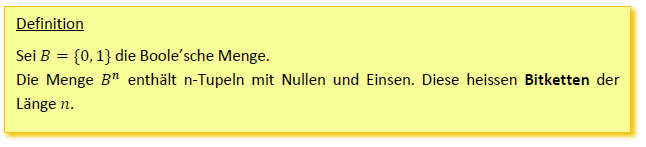 Definition
Sei 𝐵 = {0, 1} die Boole’sche Menge.
Die Menge 𝐵ⁿ enthält n-Tupeln mit Nullen und Einsen. Diese heissen Bitketten der
Länge 𝑛.